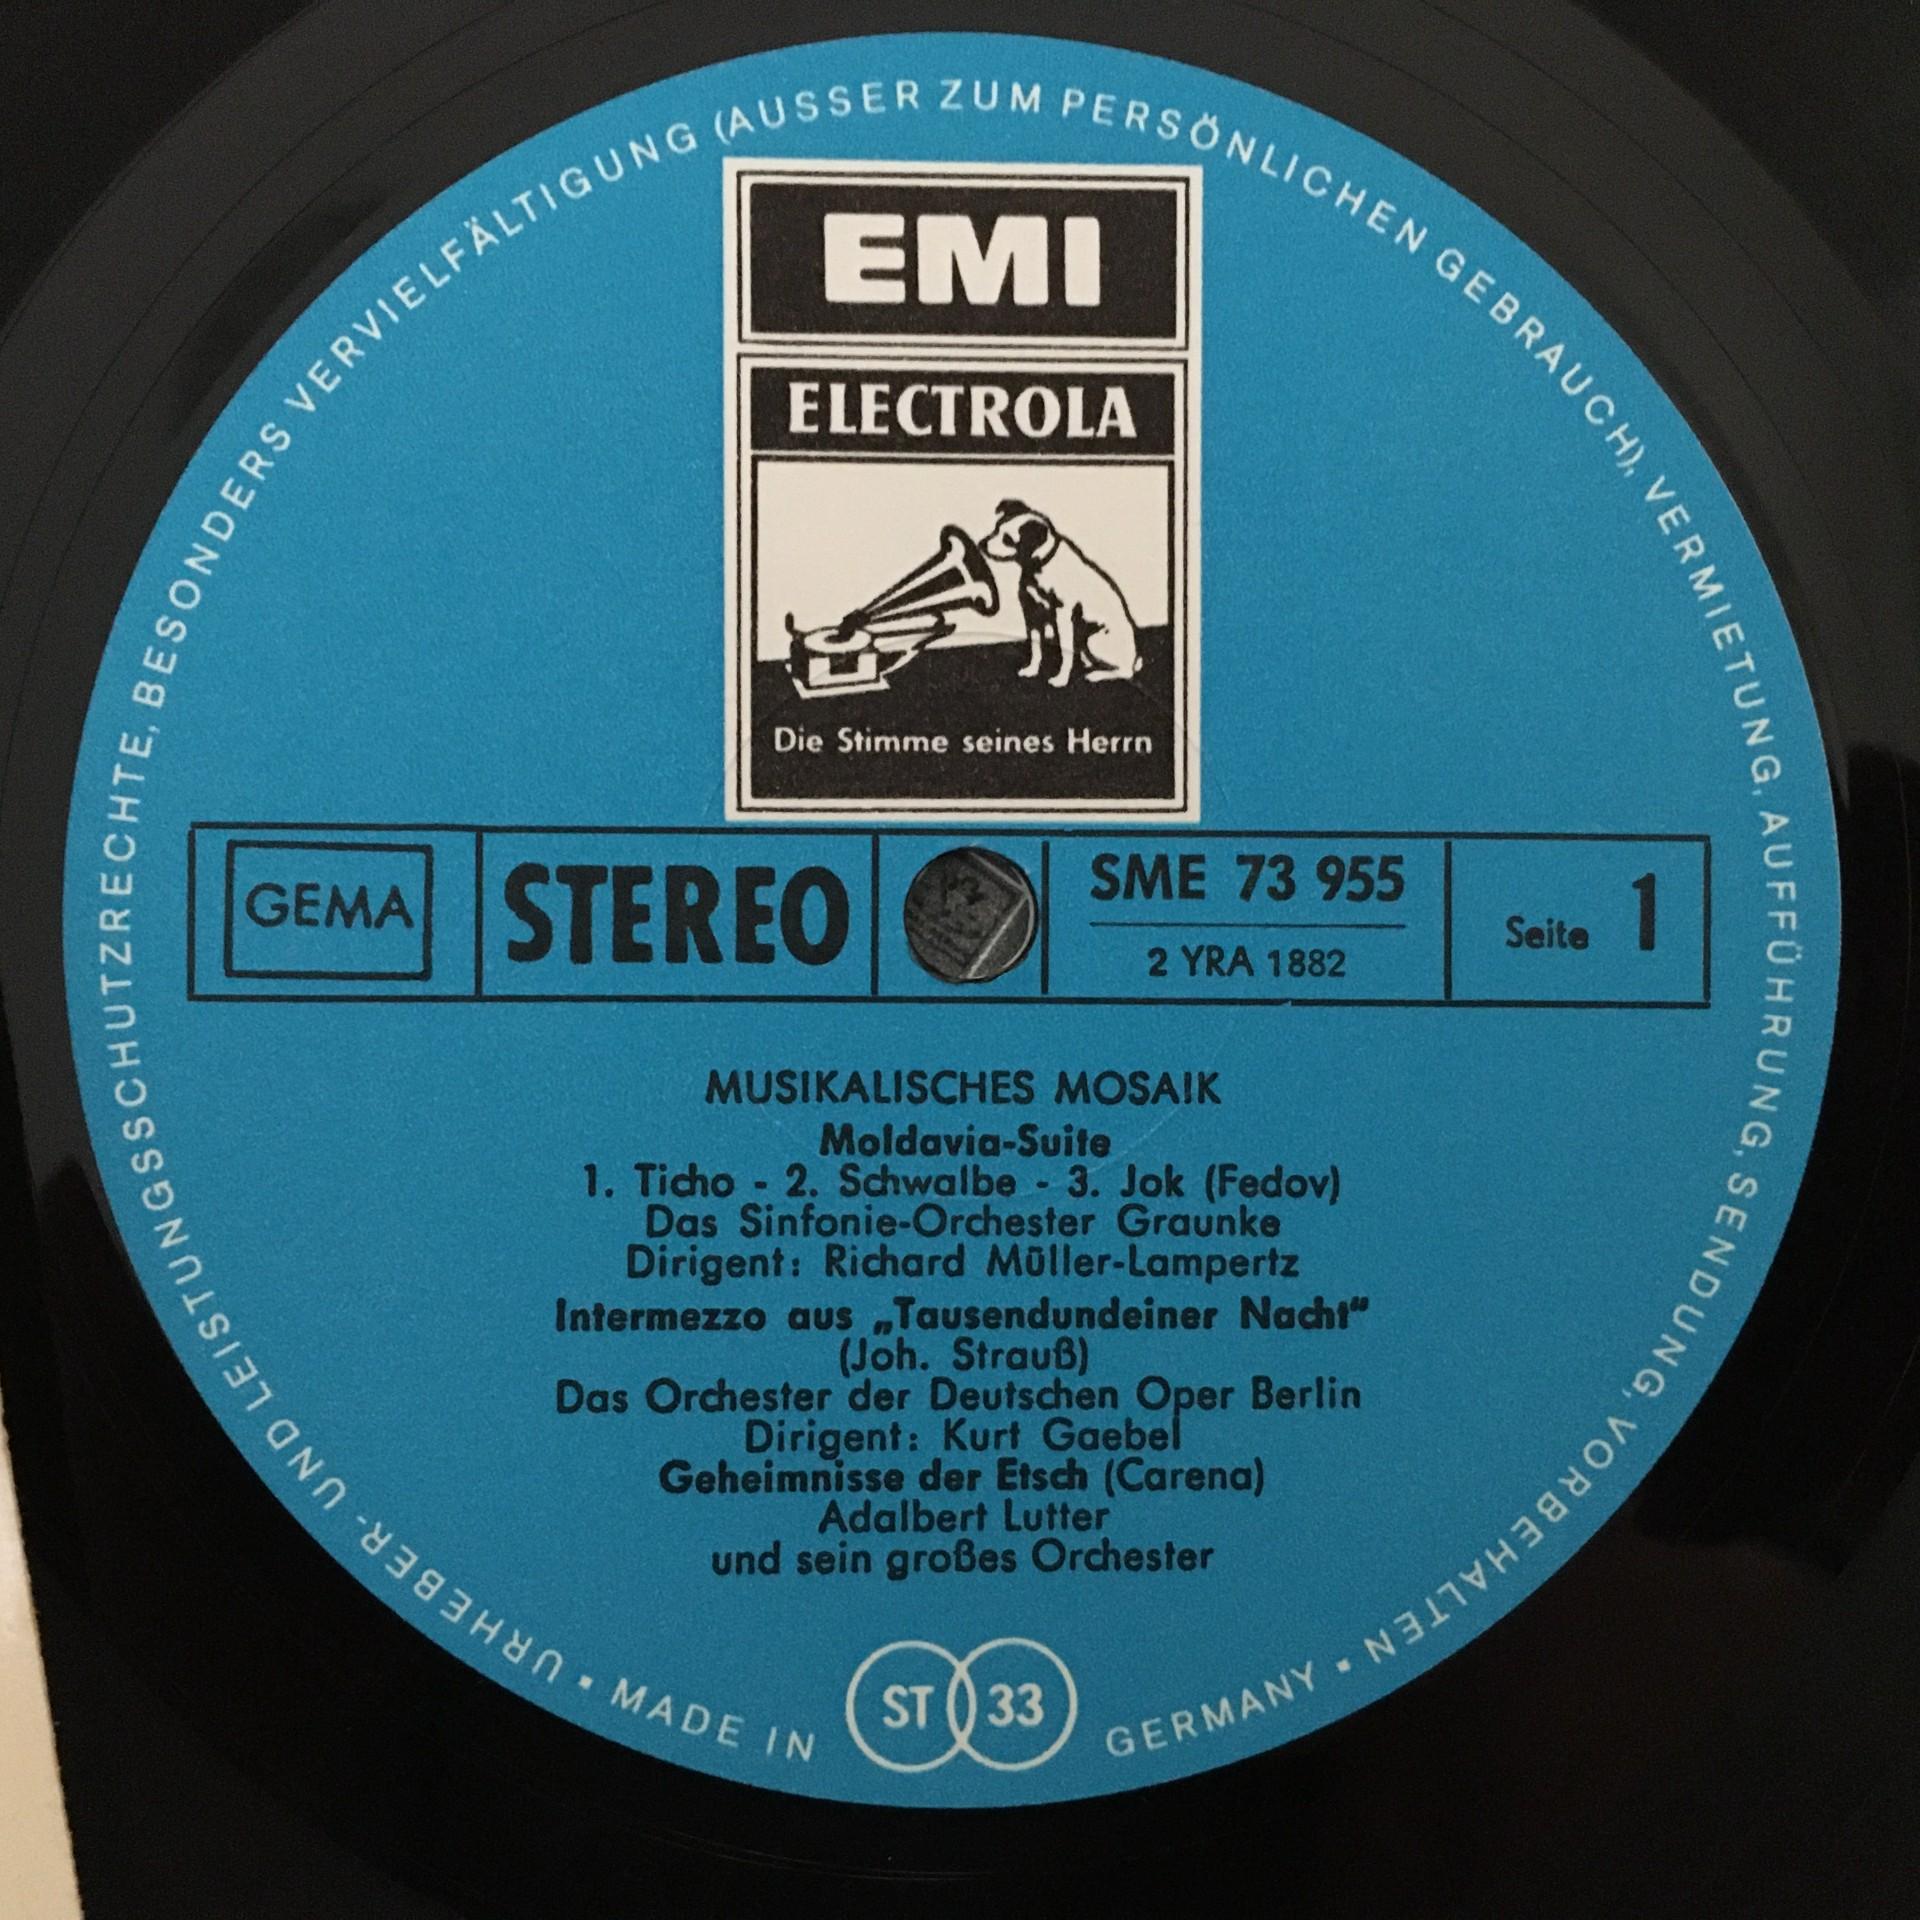 EMI
ELECTROLA
Die Stimme seines Herrn
GEMA
STEREO
SME 73 955
2 YRA 1882
Seite 1
MUSIKALISCHES MOSAIK
Moldavia-Suite
1. Ticho - 2. Schwalbe - 3. Jok (Fedov)
Das Sinfonie-Orchester Graunke
Dirigent: Richard Müller-Lampertz
Intermezzo aus „Tausendundeiner Nacht“
(Joh. Strauß)
Das Orchester der Deutschen Oper Berlin
Dirigent: Kurt Gaebel
Geheimnisse der Etsch (Carena)
Adalbert Lutter
und sein großes Orchester
ST 33
URHEBER- UND LEISTUNGSSCHUTZRECHTE, BESONDERS VERVIELFÄLTIGUNG (AUSSER ZUM PERSÖNLICHEN GEBRAUCH), VERMIETUNG, AUFFÜHRUNG, SENDUNG, VORBEHALTEN ▪
MADE IN GERMANY ▪